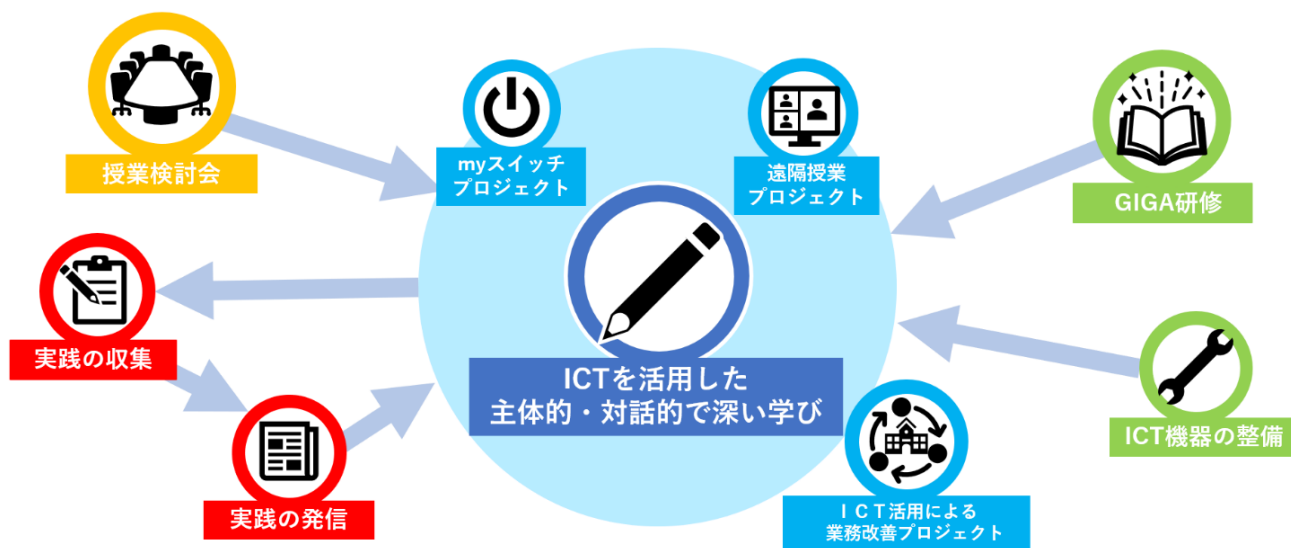 授業検討会
myスイッチ
プロジェクト
遠隔授業
プロジェクト
GIGA研修
実践の収集
ICTを活用した
主体的・対話的で深い学び
ICT機器の整備
実践の発信
ＩＣＴ活用による
業務改善プロジェクト